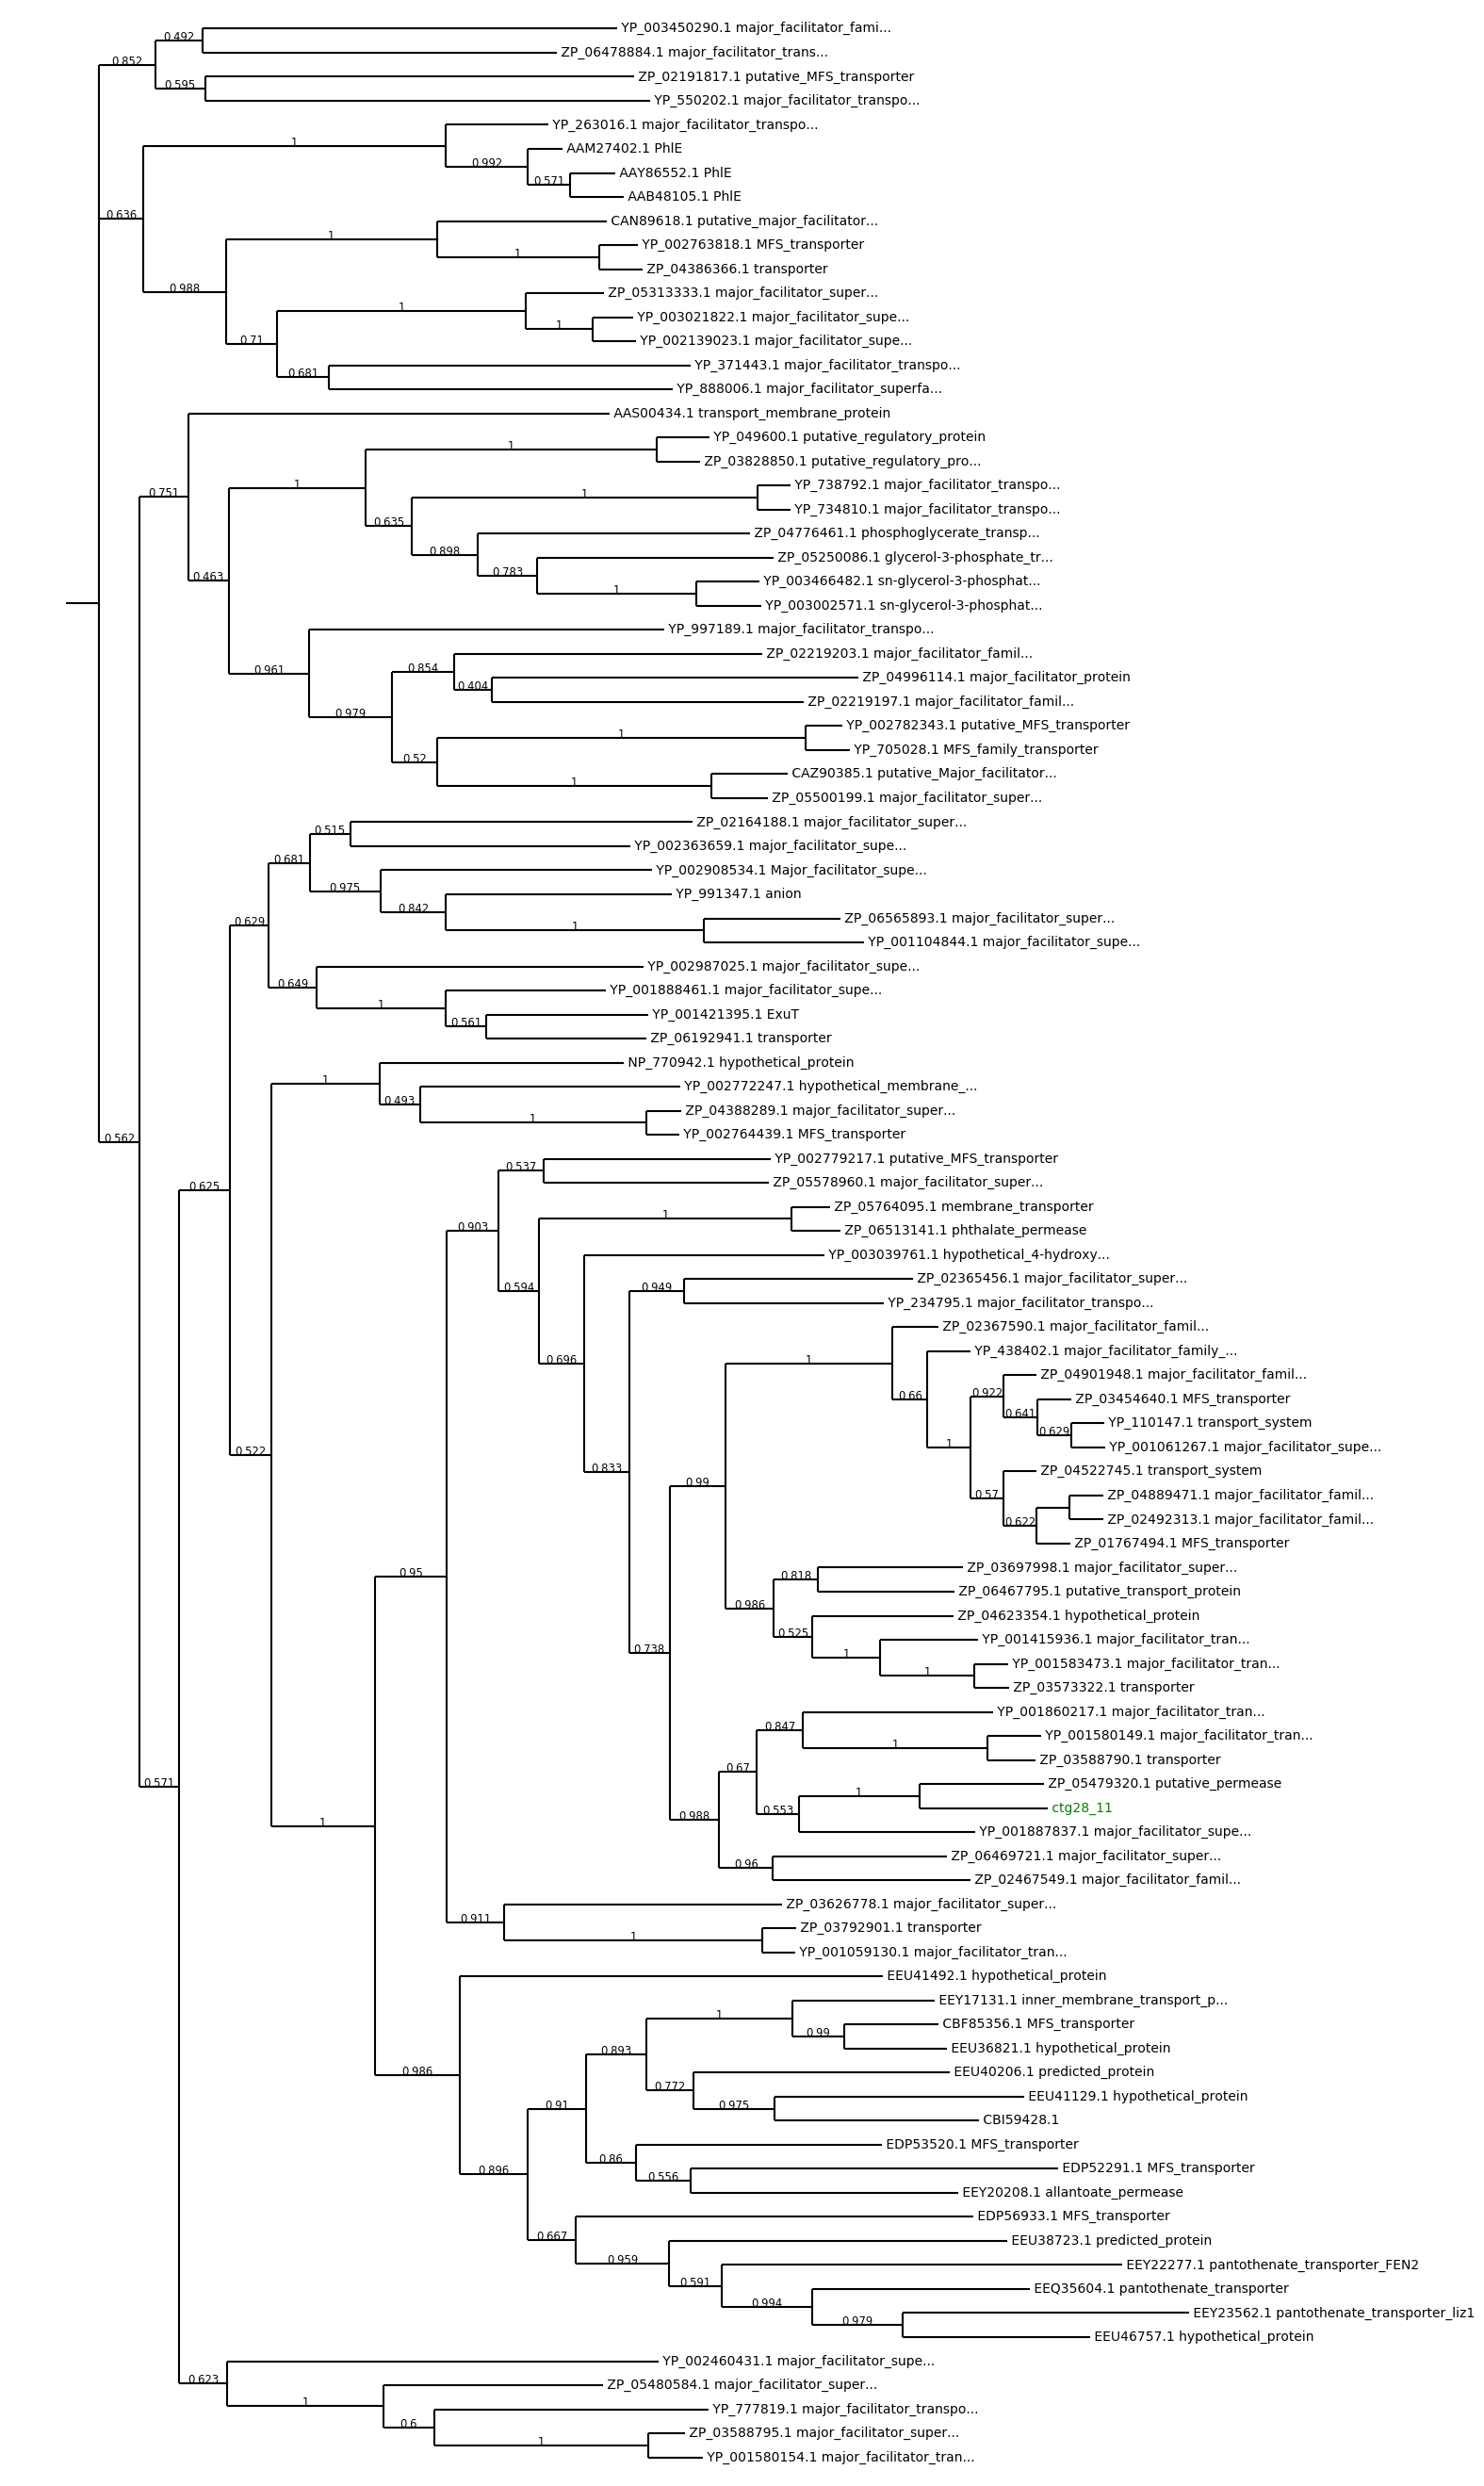 YP_003450290.1 major_facilitator_fami...
0.492
ZP_06478884.1 major_facilitator_trans...
0.852
ZP_02191817.1 putative_MFS_transporter
0.595
YP_550202.1 major_facilitator_transpo...
YP_263016.1 major_facilitator_transpo...
1
AAM27402.1 PhlE
0.992
AAY86552.1 PhlE
0.571
AAB48105.1 PhlE
0.636
CAN89618.1 putative_major_facilitator...
1
YP_002763818.1 MFS_transporter
1
ZP_04386366.1 transporter
0.988
ZP_05313333.1 major_facilitator_super...
1
YP_003021822.1 major_facilitator_supe...
1
YP_002139023.1 major_facilitator_supe...
0.71
YP_371443.1 major_facilitator_transpo...
0.681
YP_888006.1 major_facilitator_superfa...
AAS00434.1 transport_membrane_protein
YP_049600.1 putative_regulatory_protein
1
ZP_03828850.1 putative_regulatory_pro...
1
YP_738792.1 major_facilitator_transpo...
0.751
1
YP_734810.1 major_facilitator_transpo...
0.635
ZP_04776461.1 phosphoglycerate_transp...
0.898
ZP_05250086.1 glycerol-3-phosphate_tr...
0.783
0.463
YP_003466482.1 sn-glycerol-3-phosphat...
1
YP_003002571.1 sn-glycerol-3-phosphat...
YP_997189.1 major_facilitator_transpo...
ZP_02219203.1 major_facilitator_famil...
0.854
0.961
ZP_04996114.1 major_facilitator_protein
0.404
ZP_02219197.1 major_facilitator_famil...
0.979
YP_002782343.1 putative_MFS_transporter
1
YP_705028.1 MFS_family_transporter
0.52
CAZ90385.1 putative_Major_facilitator...
1
ZP_05500199.1 major_facilitator_super...
ZP_02164188.1 major_facilitator_super...
0.515
YP_002363659.1 major_facilitator_supe...
0.681
YP_002908534.1 Major_facilitator_supe...
0.975
YP_991347.1 anion
0.842
ZP_06565893.1 major_facilitator_super...
0.629
1
YP_001104844.1 major_facilitator_supe...
YP_002987025.1 major_facilitator_supe...
0.649
YP_001888461.1 major_facilitator_supe...
1
YP_001421395.1 ExuT
0.561
ZP_06192941.1 transporter
NP_770942.1 hypothetical_protein
1
YP_002772247.1 hypothetical_membrane_...
0.493
ZP_04388289.1 major_facilitator_super...
1
YP_002764439.1 MFS_transporter
0.562
YP_002779217.1 putative_MFS_transporter
0.537
ZP_05578960.1 major_facilitator_super...
0.625
ZP_05764095.1 membrane_transporter
1
0.903
ZP_06513141.1 phthalate_permease
YP_003039761.1 hypothetical_4-hydroxy...
ZP_02365456.1 major_facilitator_super...
0.594
0.949
YP_234795.1 major_facilitator_transpo...
ZP_02367590.1 major_facilitator_famil...
YP_438402.1 major_facilitator_family_...
0.696
1
ZP_04901948.1 major_facilitator_famil...
0.922
0.66
ZP_03454640.1 MFS_transporter
0.641
YP_110147.1 transport_system
0.629
1
YP_001061267.1 major_facilitator_supe...
0.522
0.833
ZP_04522745.1 transport_system
0.99
ZP_04889471.1 major_facilitator_famil...
0.57
ZP_02492313.1 major_facilitator_famil...
0.622
ZP_01767494.1 MFS_transporter
ZP_03697998.1 major_facilitator_super...
0.95
0.818
ZP_06467795.1 putative_transport_protein
0.986
ZP_04623354.1 hypothetical_protein
0.525
YP_001415936.1 major_facilitator_tran...
0.738
1
YP_001583473.1 major_facilitator_tran...
1
ZP_03573322.1 transporter
YP_001860217.1 major_facilitator_tran...
0.847
YP_001580149.1 major_facilitator_tran...
1
ZP_03588790.1 transporter
0.67
0.571
ZP_05479320.1 putative_permease
1
ctg28_11
0.553
0.988
1
YP_001887837.1 major_facilitator_supe...
ZP_06469721.1 major_facilitator_super...
0.96
ZP_02467549.1 major_facilitator_famil...
ZP_03626778.1 major_facilitator_super...
0.911
ZP_03792901.1 transporter
1
YP_001059130.1 major_facilitator_tran...
EEU41492.1 hypothetical_protein
EEY17131.1 inner_membrane_transport_p...
1
CBF85356.1 MFS_transporter
0.99
EEU36821.1 hypothetical_protein
0.893
0.986
EEU40206.1 predicted_protein
0.772
EEU41129.1 hypothetical_protein
0.975
0.91
CBI59428.1
EDP53520.1 MFS_transporter
0.86
EDP52291.1 MFS_transporter
0.896
0.556
EEY20208.1 allantoate_permease
EDP56933.1 MFS_transporter
0.667
EEU38723.1 predicted_protein
0.959
EEY22277.1 pantothenate_transporter_FEN2
0.591
EEQ35604.1 pantothenate_transporter
0.994
EEY23562.1 pantothenate_transporter_liz1
0.979
EEU46757.1 hypothetical_protein
YP_002460431.1 major_facilitator_supe...
0.623
ZP_05480584.1 major_facilitator_super...
1
YP_777819.1 major_facilitator_transpo...
0.6
ZP_03588795.1 major_facilitator_super...
1
YP_001580154.1 major_facilitator_tran...